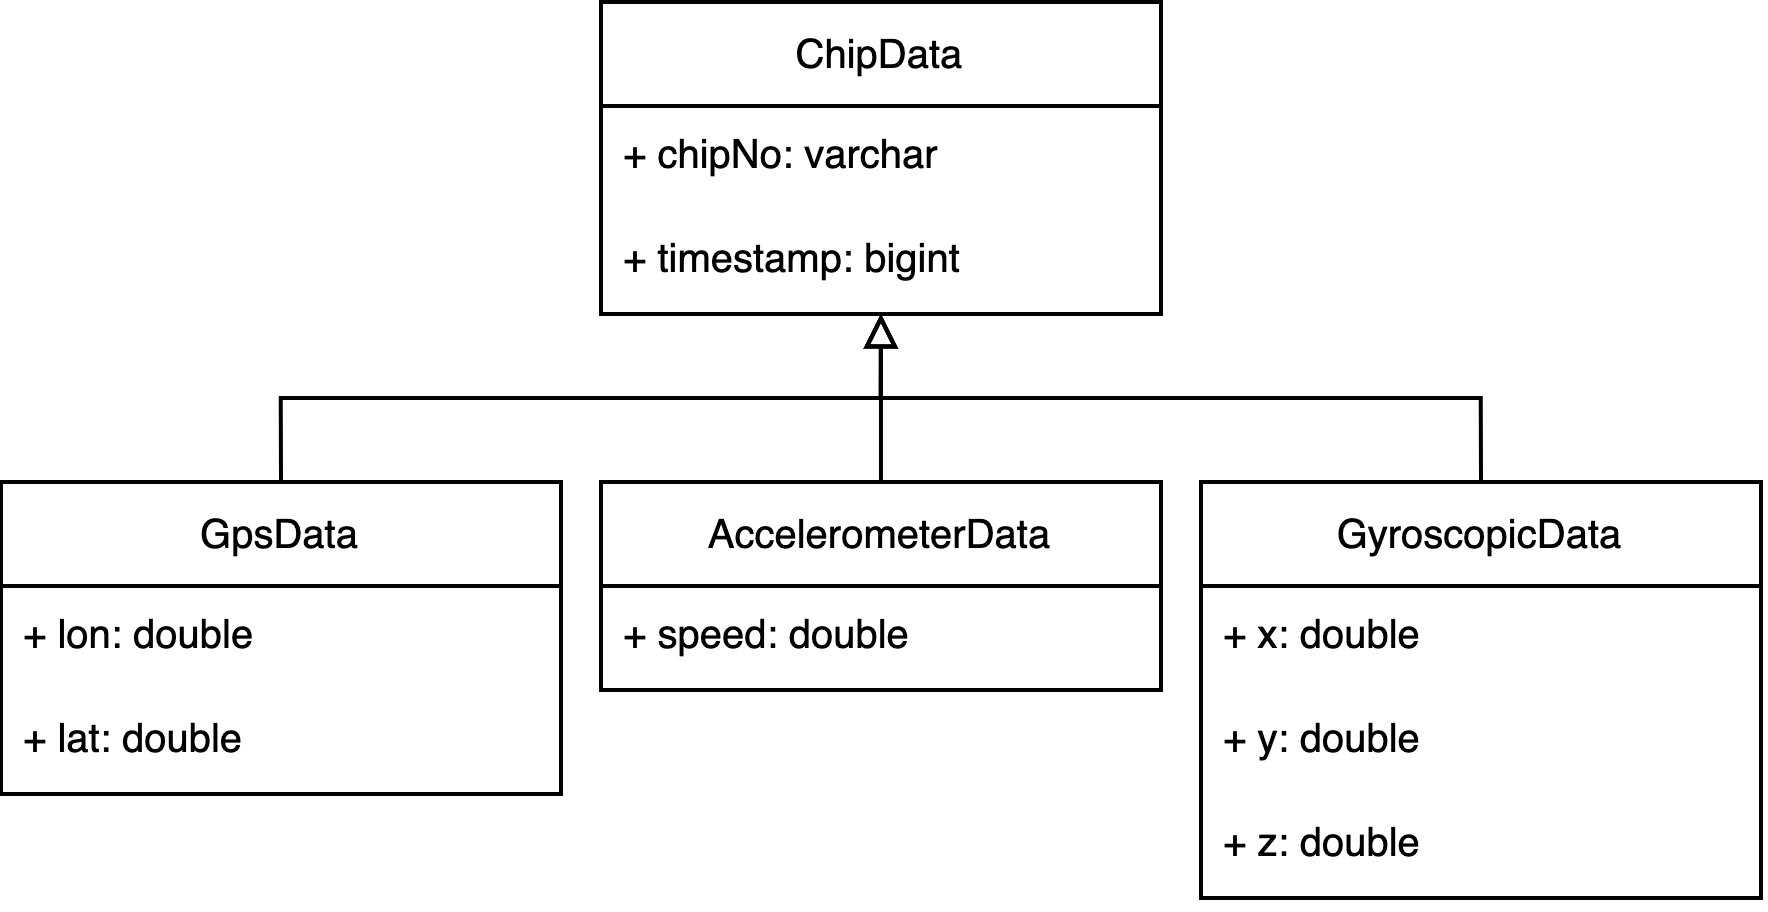 ChipData
+ chipNo: varchar
+ timestamp: bigint
GpsData
+ lon: double
+ lat: double
AccelerometerData
+ speed: double
GyroscopicData
+ x: double
+ y: double
+ z: double